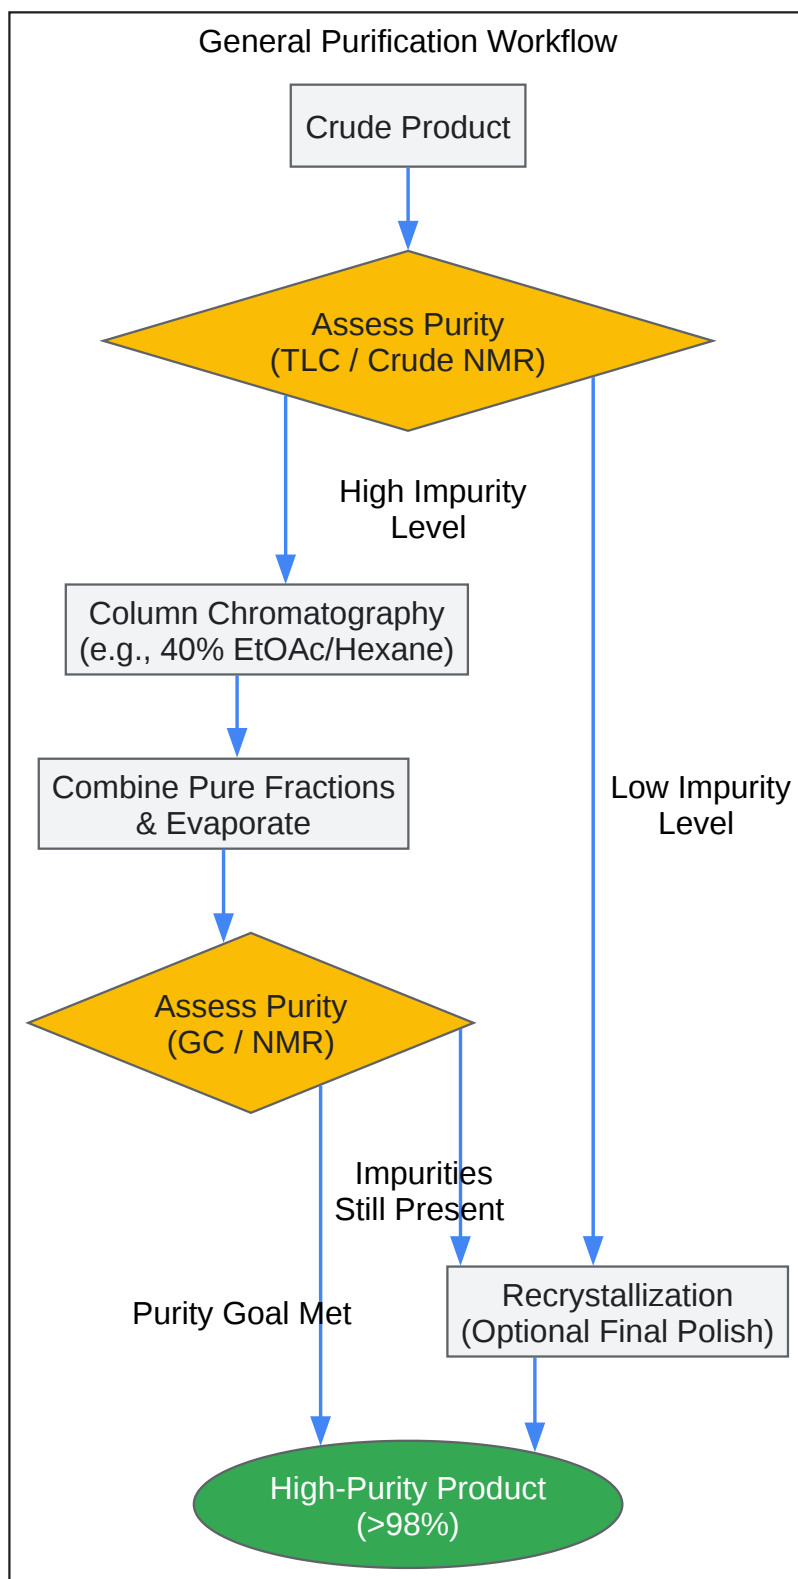 General Purification Workflow
Crude Product
Assess Purity
(TLC / Crude NMR)
High Impurity
Level
Column Chromatography
(e.g., 40% EtOAc/Hexane)
Combine Pure Fractions
& Evaporate
Low Impurity
Level
Assess Purity
(GC / NMR)
Impurities
Still Present
Purity Goal Met
Recrystallization
(Optional Final Polish)
High-Purity Product
(>98%)